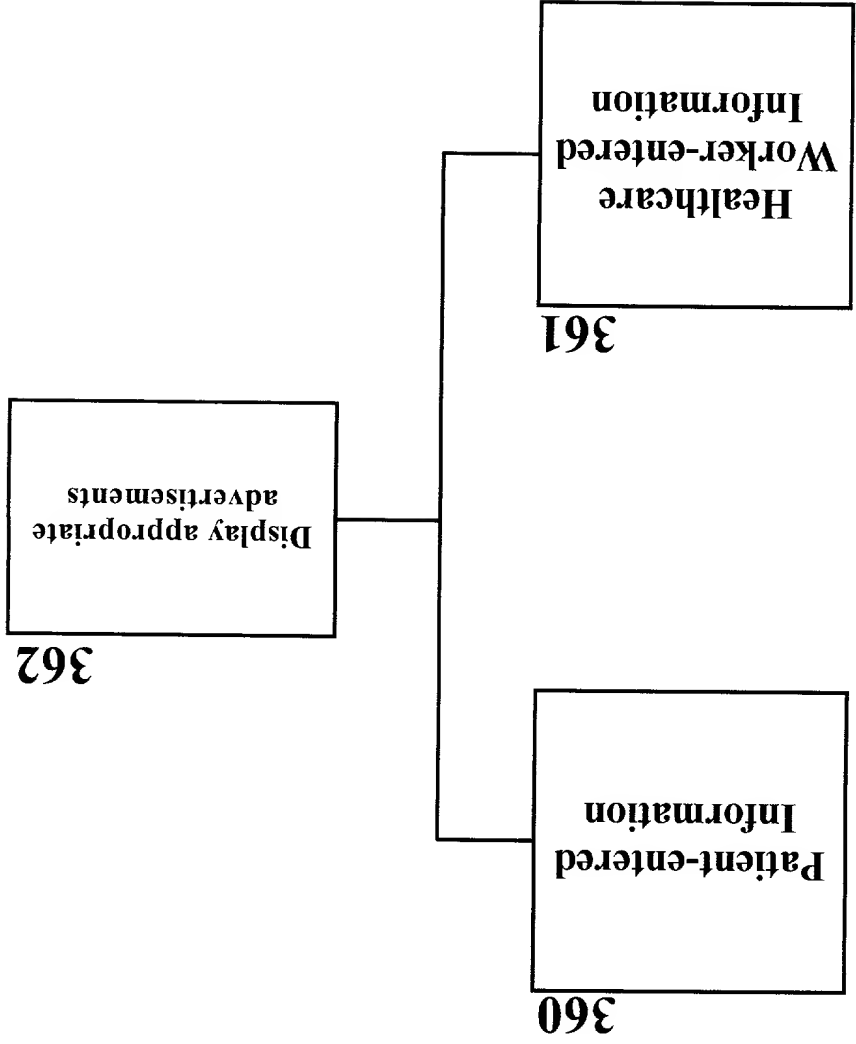 360
Patient-entered
Information
362
Display appropriate
advertisements
361
Healthcare
Worker-entered
Information